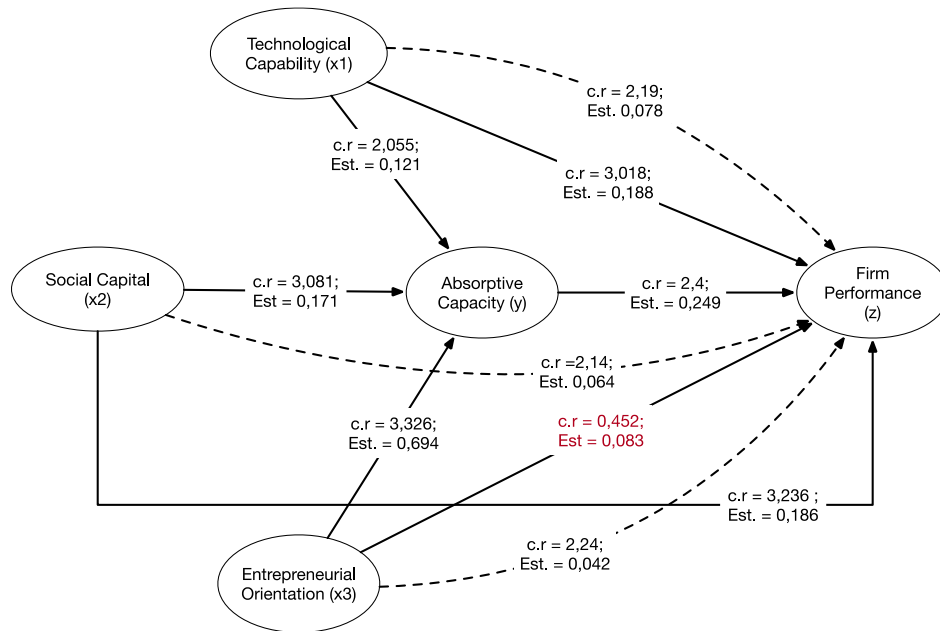 Technological
Capability (x1)
c.r = 2,19;
Est. 0,078
c.r = 2,055;
Est. = 0,121
c.r = 3,018;
Est. = 0,188
Social Capital
(x2)
c.r = 3,081;
Est = 0,171
Absorptive
Capacity (y)
c.r = 2,4;
Est. = 0,249
Firm
Performance
(z)
c.r =2,14;
Est. 0,064
c.r = 3,326;
Est. = 0,694
c.r = 0,452;
Est = 0,083
c.r = 3,236 ;
Est. = 0,186
c.r = 2,24;
Est. = 0,042
Entrepreneurial
Orientation (x3)